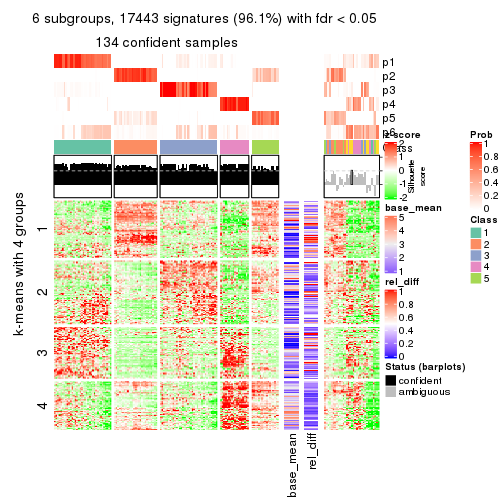 6 subgroups, 17443 signatures (96.1%) with fdr < 0.05
134 confident samples
p1
p2
p3
p4
p5
p6
Class
Silhouette
score
k-means with 4 groups
1
2
3
4
base_mean
rel_diff
z-score
2
1
0
-1
-2
base_mean
5
4
3
2
1
rel_diff
1
0.8
0.6
0.4
0.2
0
Status (barplots)
confident
ambiguous
Prob
1
0.8
0.6
0.4
0.2
0
Class
1
2
3
4
5